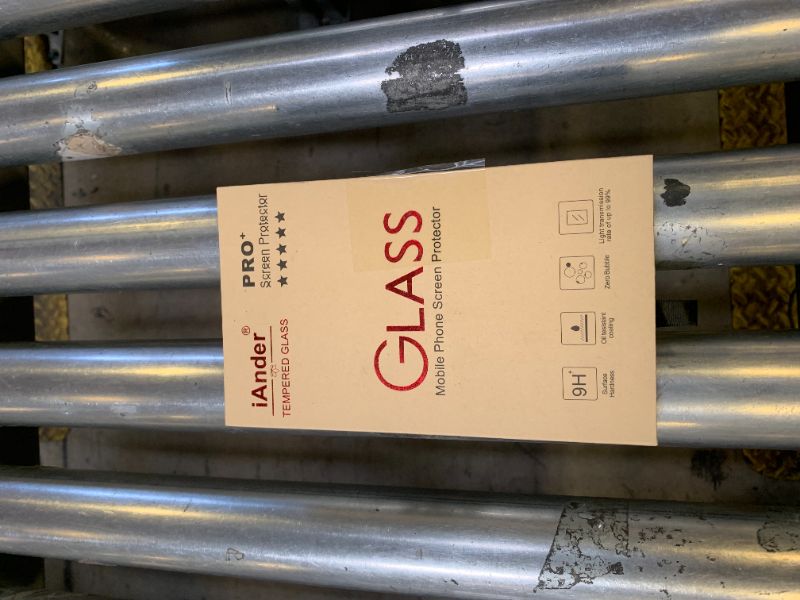 iAnder®
TEMPERED GLASS
PRO+
Screen Protector
★★★★★
GLASS
Mobile Phone Screen Protector
9H+
Surface
Hardness
Oil resistant
coating
Zero Bubble
Light transmission
rate of up to 99%